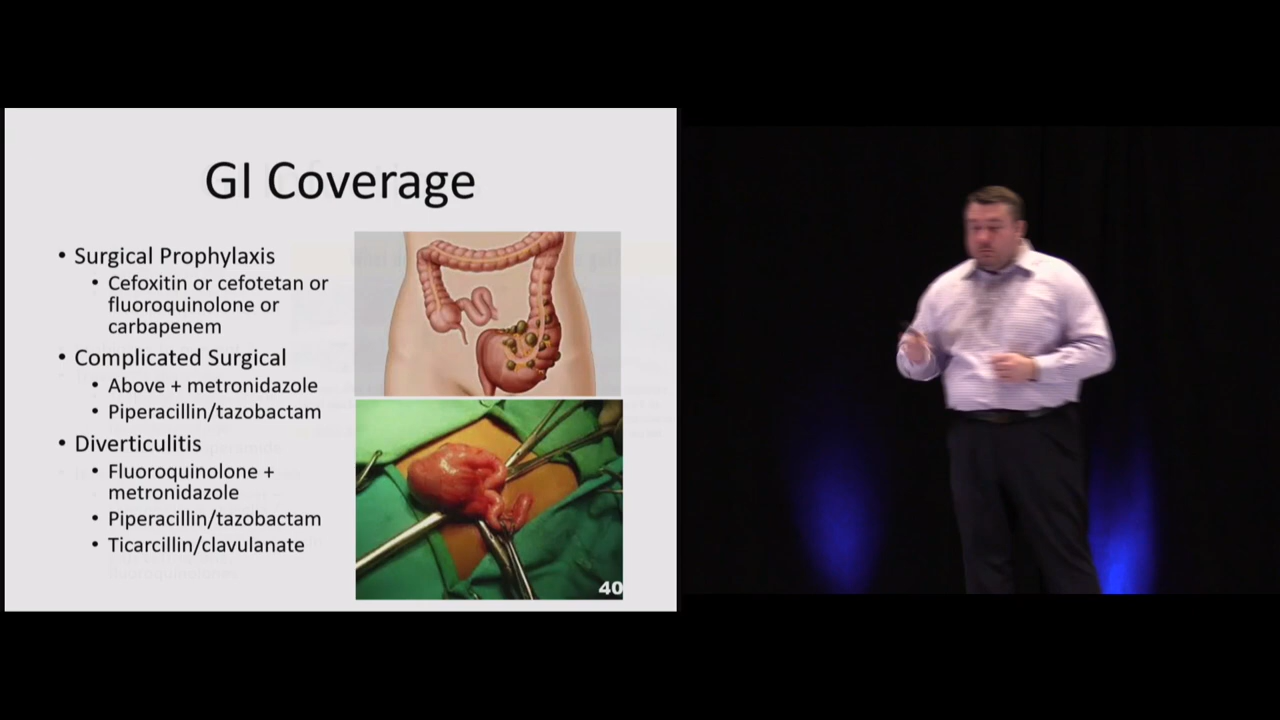 GI Coverage
• Surgical Prophylaxis
• Cefoxitin or cefotetan or
fluoroquinolone or
carbapenem
• Complicated Surgical
• Above + metronidazole
• Piperacillin/tazobactam
• Diverticulitis
• Fluoroquinolone +
metronidazole
• Piperacillin/tazobactam
• Ticarcillin/clavulanate
40